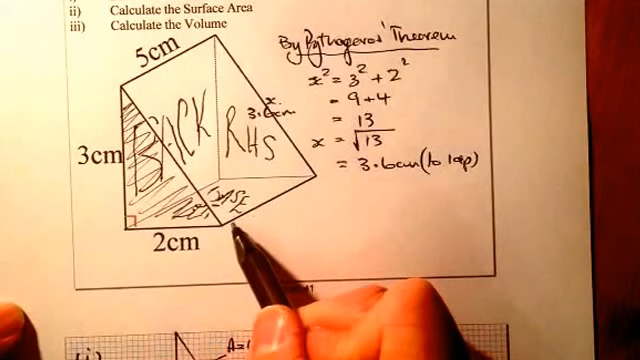 ii) Calculate the Surface Area
iii) Calculate the Volume
5cm
By Pythagoras' Theorem
x² = 3² + 2²
= 9+4
= 13
x = √13
= 3.6cm (to 1dp)
x
3.6cm
BACK
RHS
3cm
BASE
2cm
(i)
A=